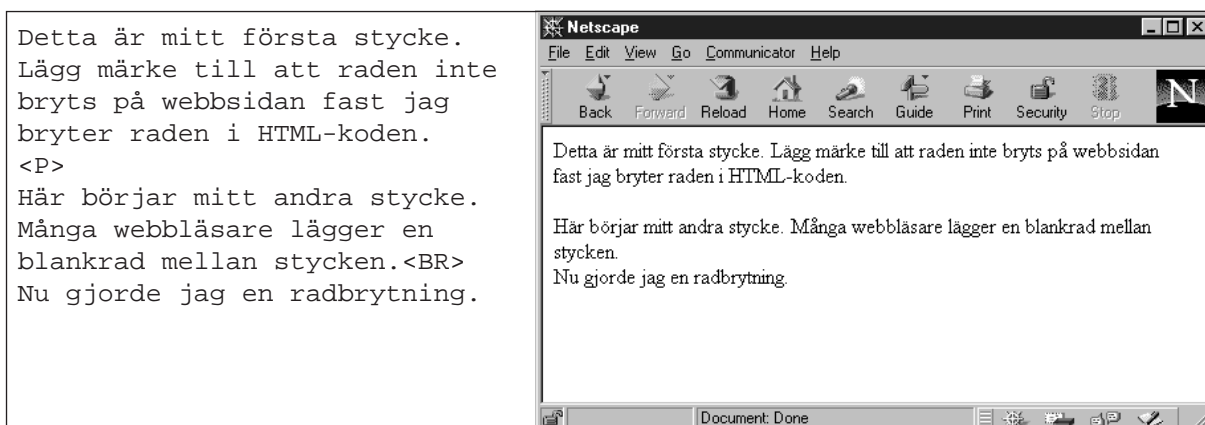 Detta är mitt första stycke.
Lägg märke till att raden inte
bryts på webbsidan fast jag
bryter raden i HTML-koden.
<P>
Här börjar mitt andra stycke.
Många webbläsare lägger en
blankrad mellan stycken.<BR>
Nu gjorde jag en radbrytning.
Netscape
File Edit View Go Communicator Help
Back Forward Reload Home Search Guide Print Security Stop
N
Detta är mitt första stycke. Lägg märke till att raden inte bryts på webbsidan
fast jag bryter raden i HTML-koden.
Här börjar mitt andra stycke. Många webbläsare lägger en blankrad mellan
stycken.
Nu gjorde jag en radbrytning.
Document: Done